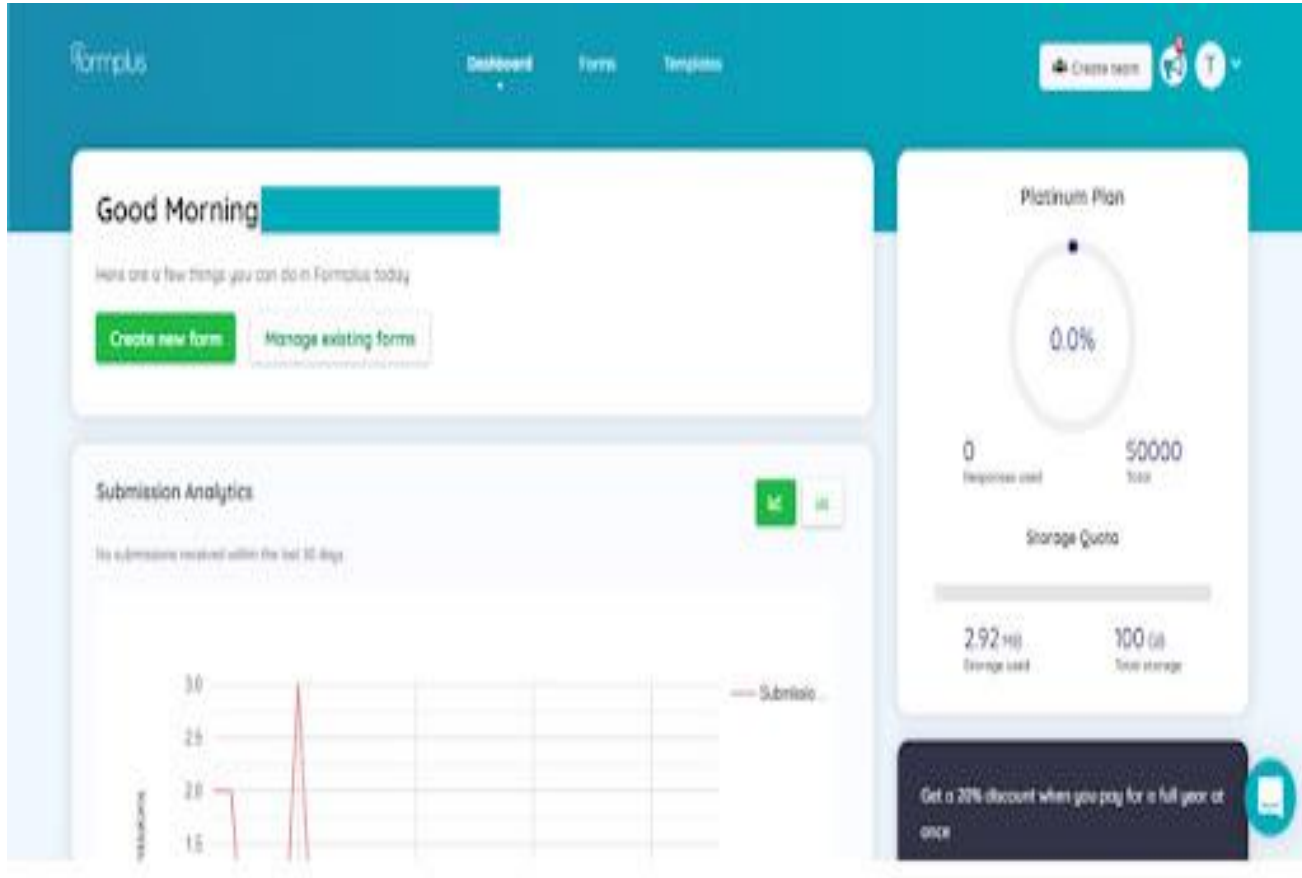 Formplus
Dashboard Forms Templates
Create team
T
Good Morning
Here are a few things you can do in Formplus today
Create new form
Manage existing forms
Platinum Plan
0.0%
0 50000
Responses used Total
Storage Quota
2.92 MB 100 GB
Storage used Total storage
Submission Analytics
No submissions received within the last 30 days
3.0
2.5
2.0
1.5
Submissio...
Get a 20% discount when you pay for a full year at
once